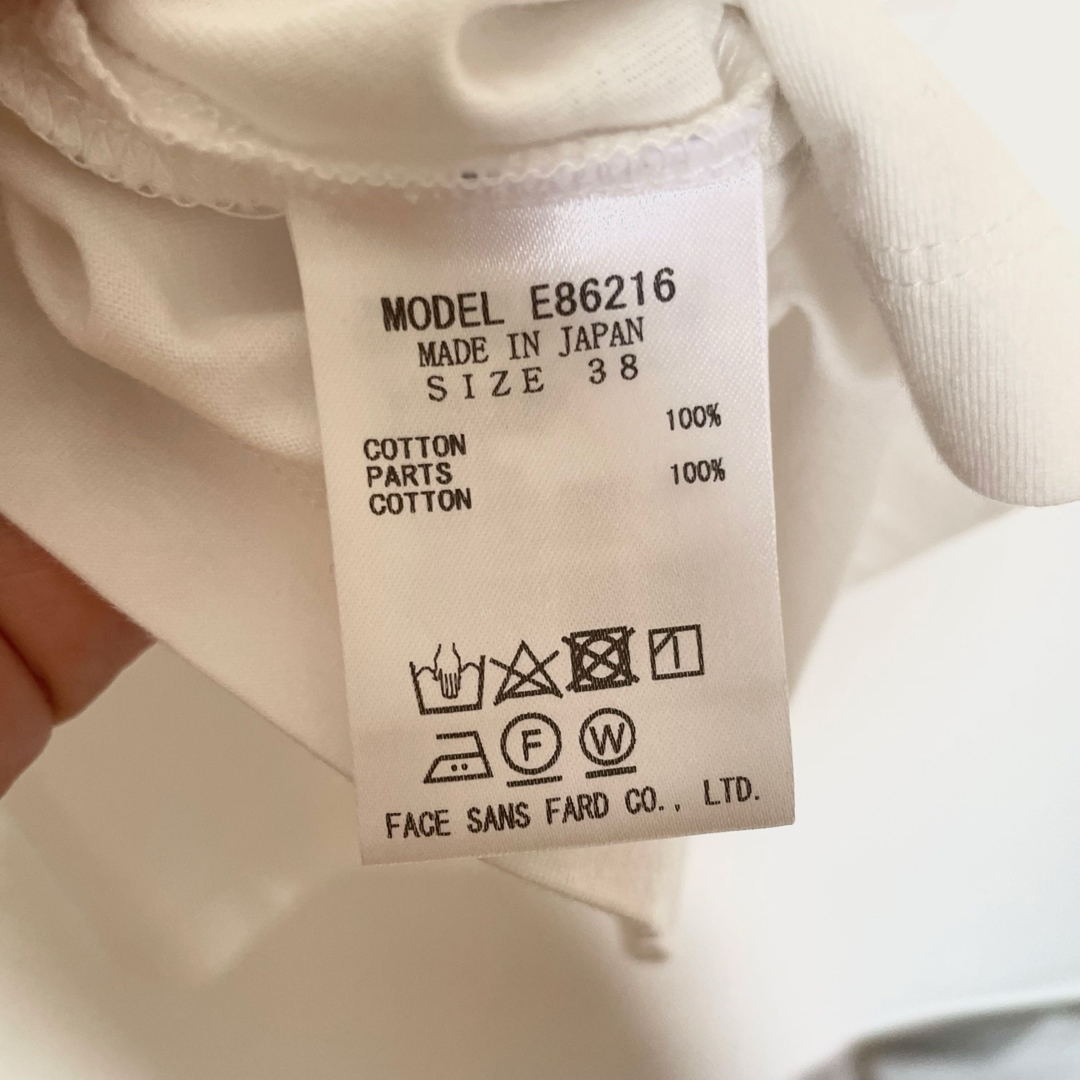 MODEL E86216
MADE IN JAPAN
SIZE 38
100%
COTTON
PARTS 100%
COTTON
F W
FACE SANS FARD CO., LTD.